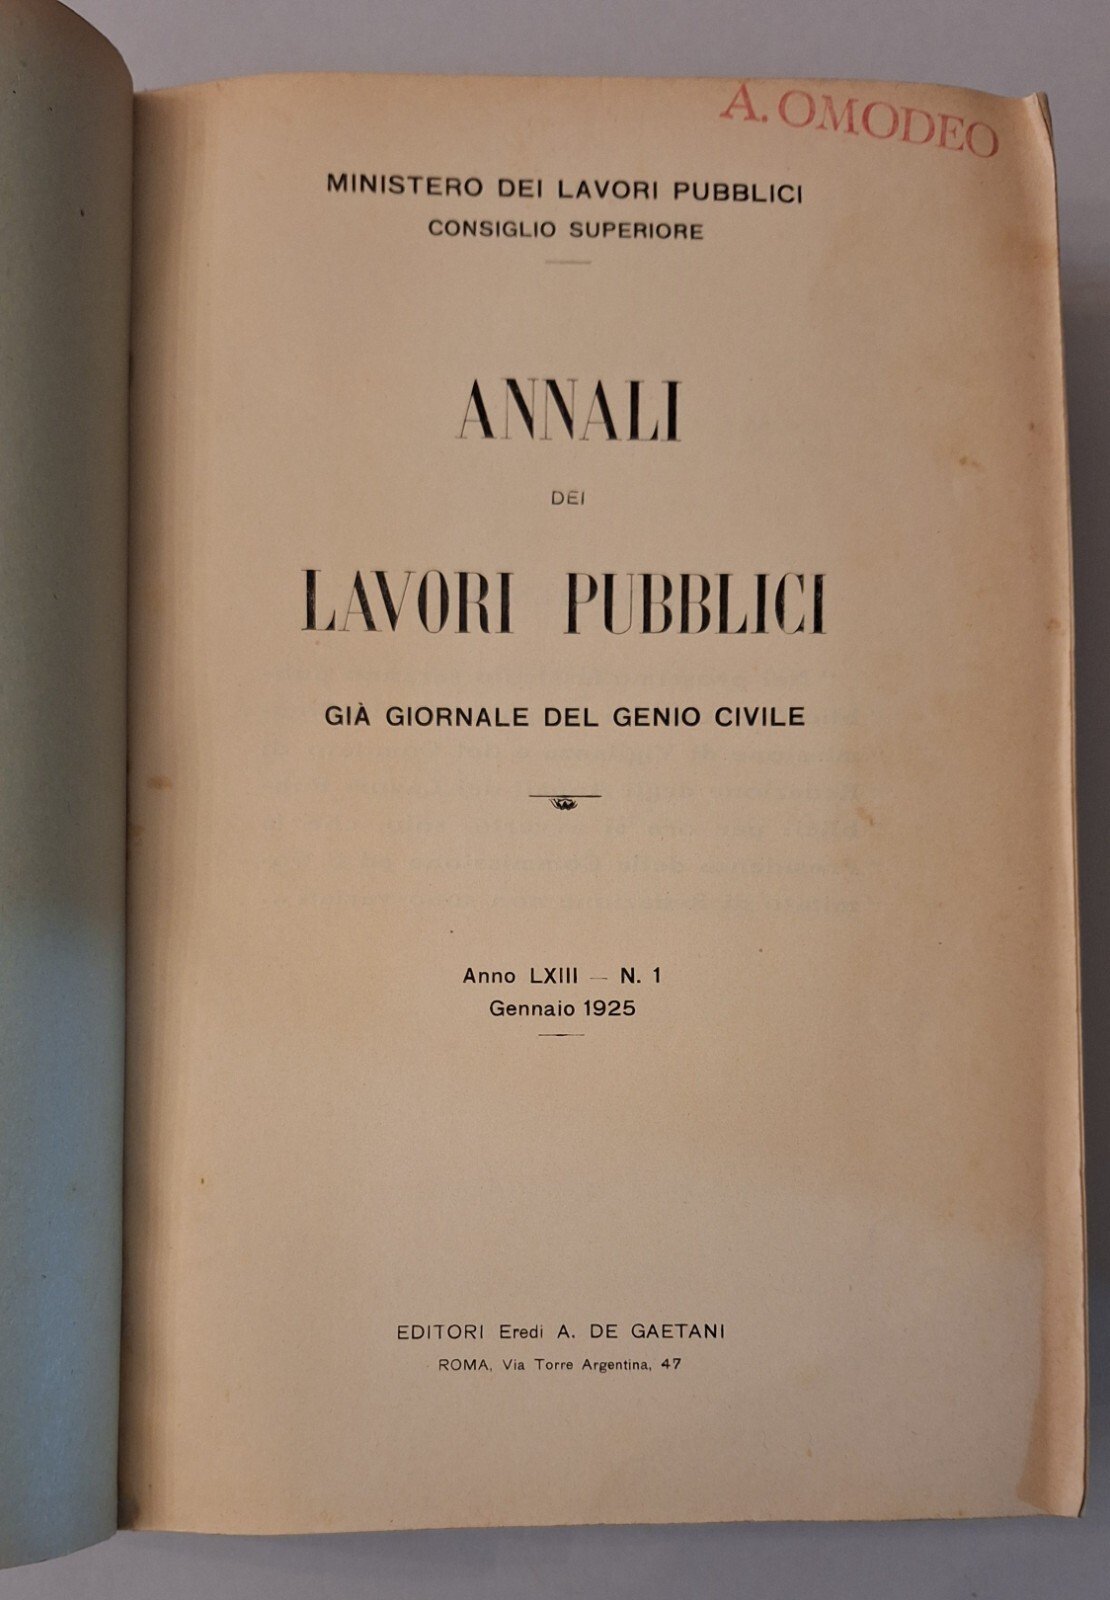 A. OMODEO
MINISTERO DEI LAVORI PUBBLICI
CONSIGLIO SUPERIORE
ANNALI
DEI
LAVORI PUBBLICI
GIÀ GIORNALE DEL GENIO CIVILE
Anno LXIII — N. 1
Gennaio 1925
EDITORI Eredi A. DE GAETANI
ROMA, Via Torre Argentina, 47